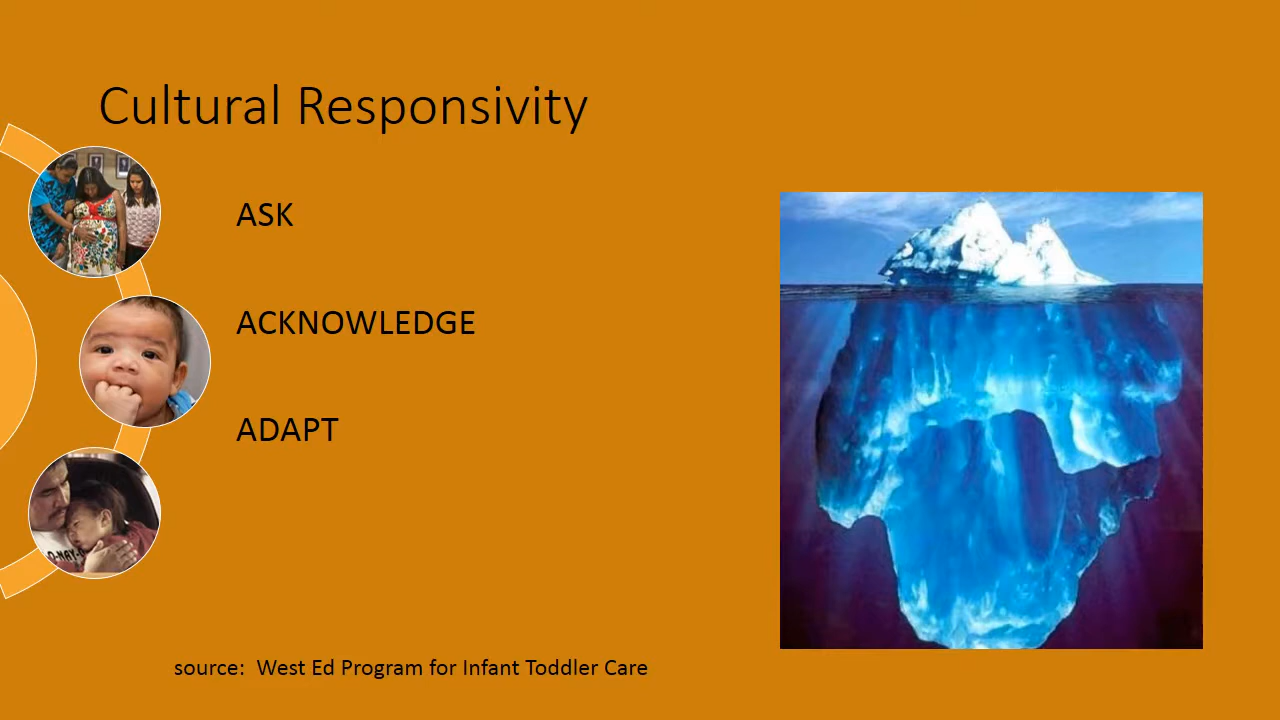 Cultural Responsivity
ASK
ACKNOWLEDGE
ADAPT
source:  West Ed Program for Infant Toddler Care